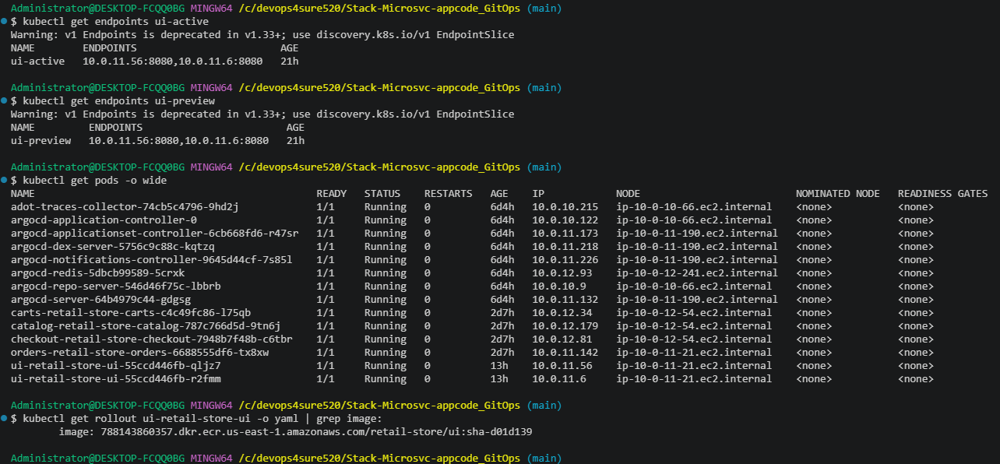 Administrator@DESKTOP-FCQQ0BG MINGW64 /c/devops4sure520/Stack-Microsvc-appcode_GitOps (main)
$ kubectl get endpoints ui-active
Warning: v1 Endpoints is deprecated in v1.33+; use discovery.k8s.io/v1 EndpointSlice
NAME        ENDPOINTS                        AGE
ui-active   10.0.11.56:8080,10.0.11.6:8080   21h
Administrator@DESKTOP-FCQQ0BG MINGW64 /c/devops4sure520/Stack-Microsvc-appcode_GitOps (main)
$ kubectl get endpoints ui-preview
Warning: v1 Endpoints is deprecated in v1.33+; use discovery.k8s.io/v1 EndpointSlice
NAME         ENDPOINTS                        AGE
ui-preview   10.0.11.56:8080,10.0.11.6:8080   21h
Administrator@DESKTOP-FCQQ0BG MINGW64 /c/devops4sure520/Stack-Microsvc-appcode_GitOps (main)
$ kubectl get pods -o wide
NAME READY STATUS RESTARTS AGE IP NODE NOMINATED NODE READINESS GATES
adot-traces-collector-74cb5c4796-9hd2j 1/1 Running 0 6d4h 10.0.10.215 ip-10-0-10-66.ec2.internal <none> <none>
argocd-application-controller-0 1/1 Running 0 6d4h 10.0.10.122 ip-10-0-10-66.ec2.internal <none> <none>
argocd-applicationset-controller-6cb668fd6-r47sr 1/1 Running 0 6d4h 10.0.11.173 ip-10-0-11-190.ec2.internal <none> <none>
argocd-dex-server-5756c9c88c-kqtzq 1/1 Running 0 6d4h 10.0.11.218 ip-10-0-11-190.ec2.internal <none> <none>
argocd-notifications-controller-9645d44cf-7s85l 1/1 Running 0 6d4h 10.0.11.226 ip-10-0-11-190.ec2.internal <none> <none>
argocd-redis-5dbcb99589-5crxk 1/1 Running 0 6d4h 10.0.12.93 ip-10-0-12-241.ec2.internal <none> <none>
argocd-repo-server-546d46f75c-lbbrb 1/1 Running 0 6d4h 10.0.10.9 ip-10-0-10-66.ec2.internal <none> <none>
argocd-server-64b4979c44-gdgsg 1/1 Running 0 6d4h 10.0.11.132 ip-10-0-11-190.ec2.internal <none> <none>
carts-retail-store-carts-c4c49fc86-l75qb 1/1 Running 0 2d7h 10.0.12.34 ip-10-0-12-54.ec2.internal <none> <none>
catalog-retail-store-catalog-787c766d5d-9tn6j 1/1 Running 0 2d7h 10.0.12.179 ip-10-0-12-54.ec2.internal <none> <none>
checkout-retail-store-checkout-7948b7f48b-c6tbr 1/1 Running 0 2d7h 10.0.12.81 ip-10-0-12-54.ec2.internal <none> <none>
orders-retail-store-orders-6688555df6-tx8xw 1/1 Running 0 2d7h 10.0.11.142 ip-10-0-11-21.ec2.internal <none> <none>
ui-retail-store-ui-55ccd446fb-qljz7 1/1 Running 0 13h 10.0.11.56 ip-10-0-11-21.ec2.internal <none> <none>
ui-retail-store-ui-55ccd446fb-r2fmm 1/1 Running 0 13h 10.0.11.6 ip-10-0-11-21.ec2.internal <none> <none>
Administrator@DESKTOP-FCQQ0BG MINGW64 /c/devops4sure520/Stack-Microsvc-appcode_GitOps (main)
$ kubectl get rollout ui-retail-store-ui -o yaml | grep image:
image: 788143860357.dkr.ecr.us-east-1.amazonaws.com/retail-store/ui:sha-d01d139
Administrator@DESKTOP-FCQQ0BG MINGW64 /c/devops4sure520/Stack-Microsvc-appcode_GitOps (main)